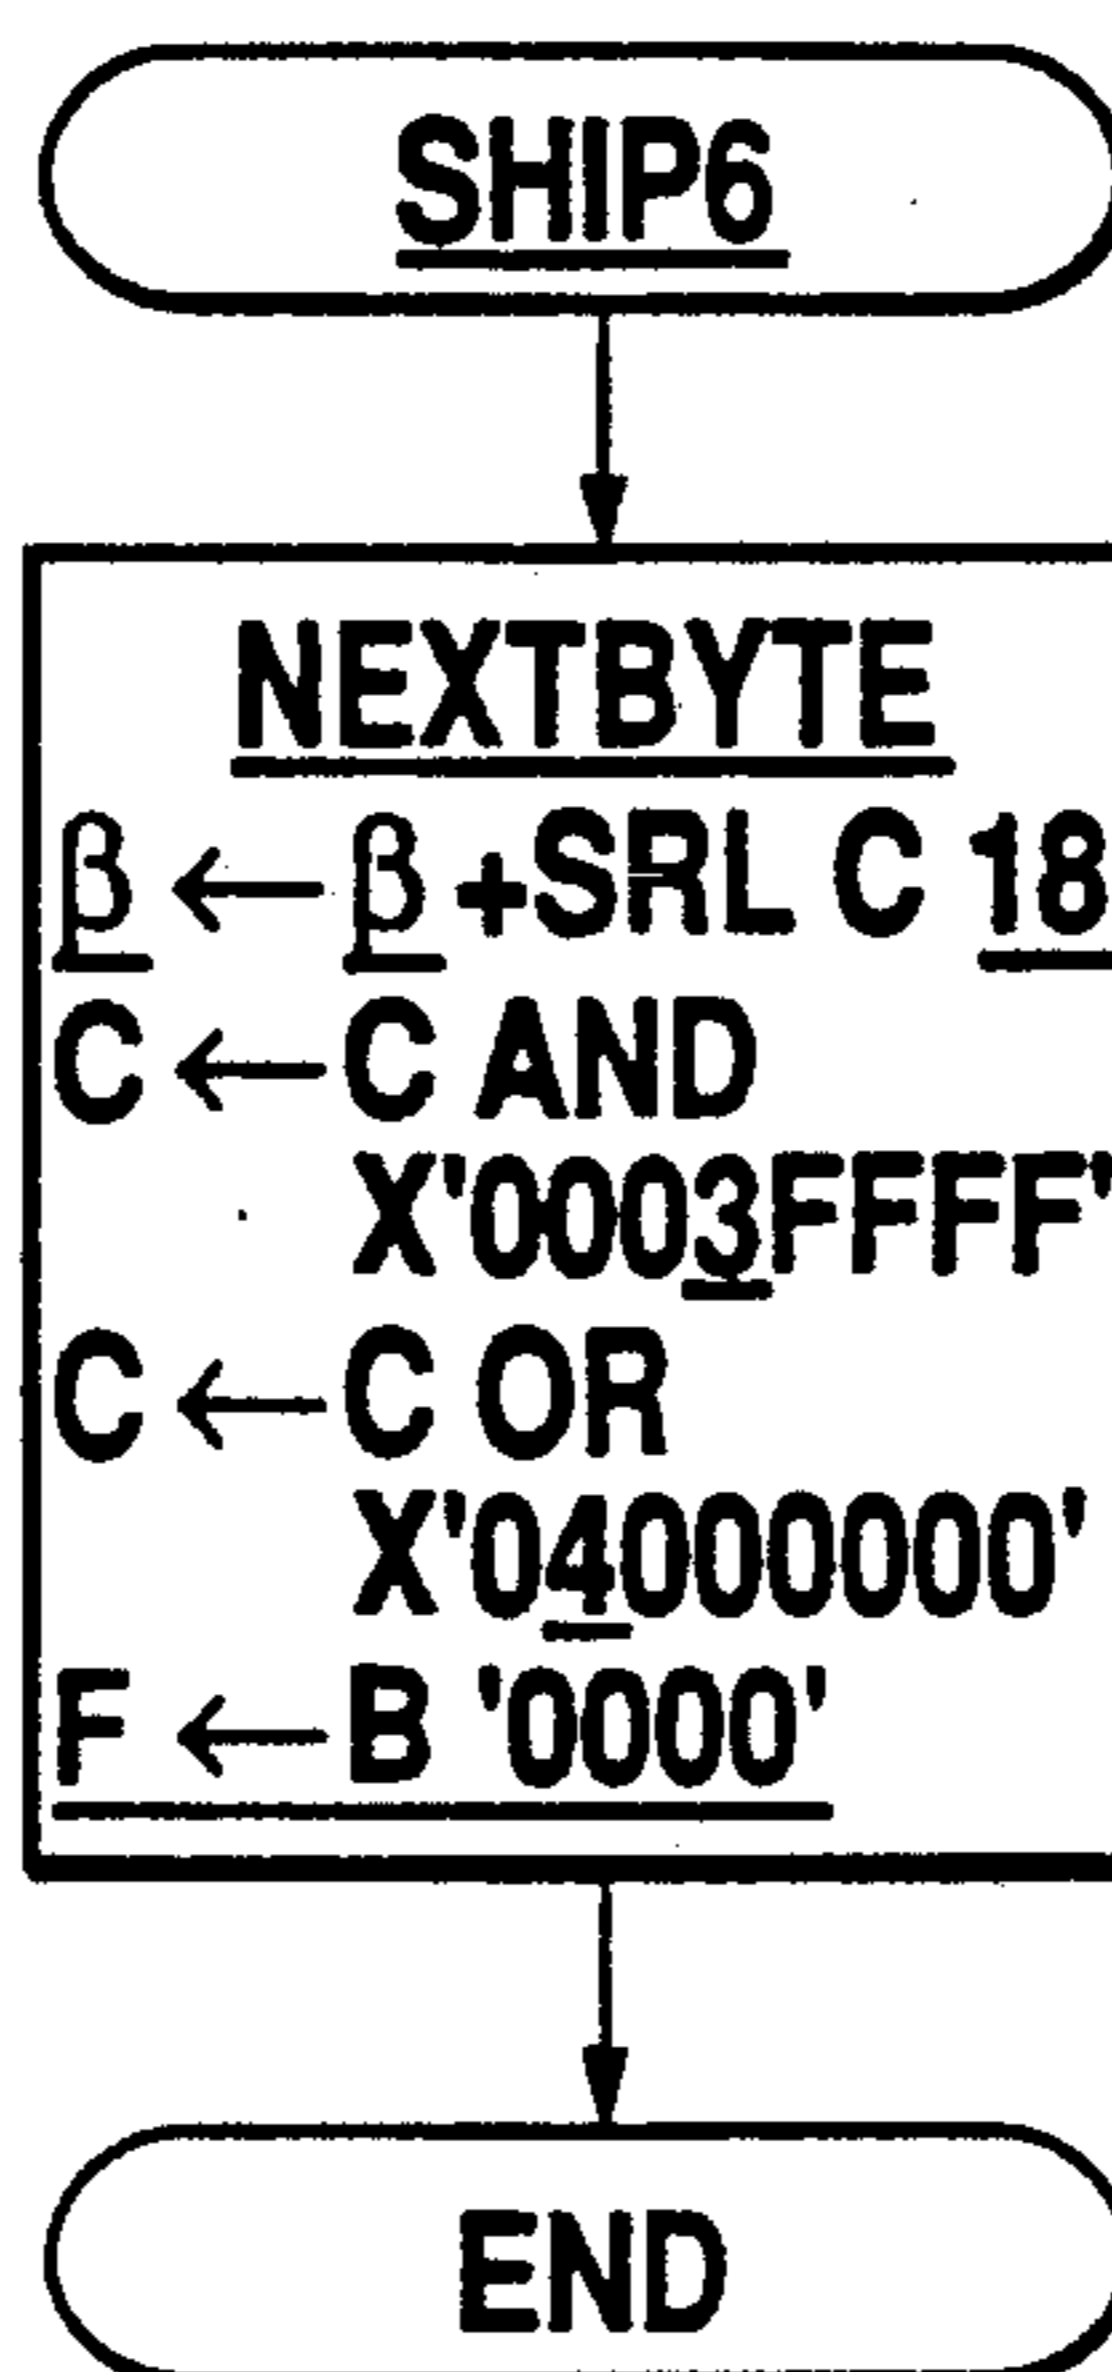 SHIP6
NEXTBYTE
β ← β +SRL C 18
C ← C AND
X'0003FFFF'
C ← C OR
X'04000000'
F ← B '0000'
END